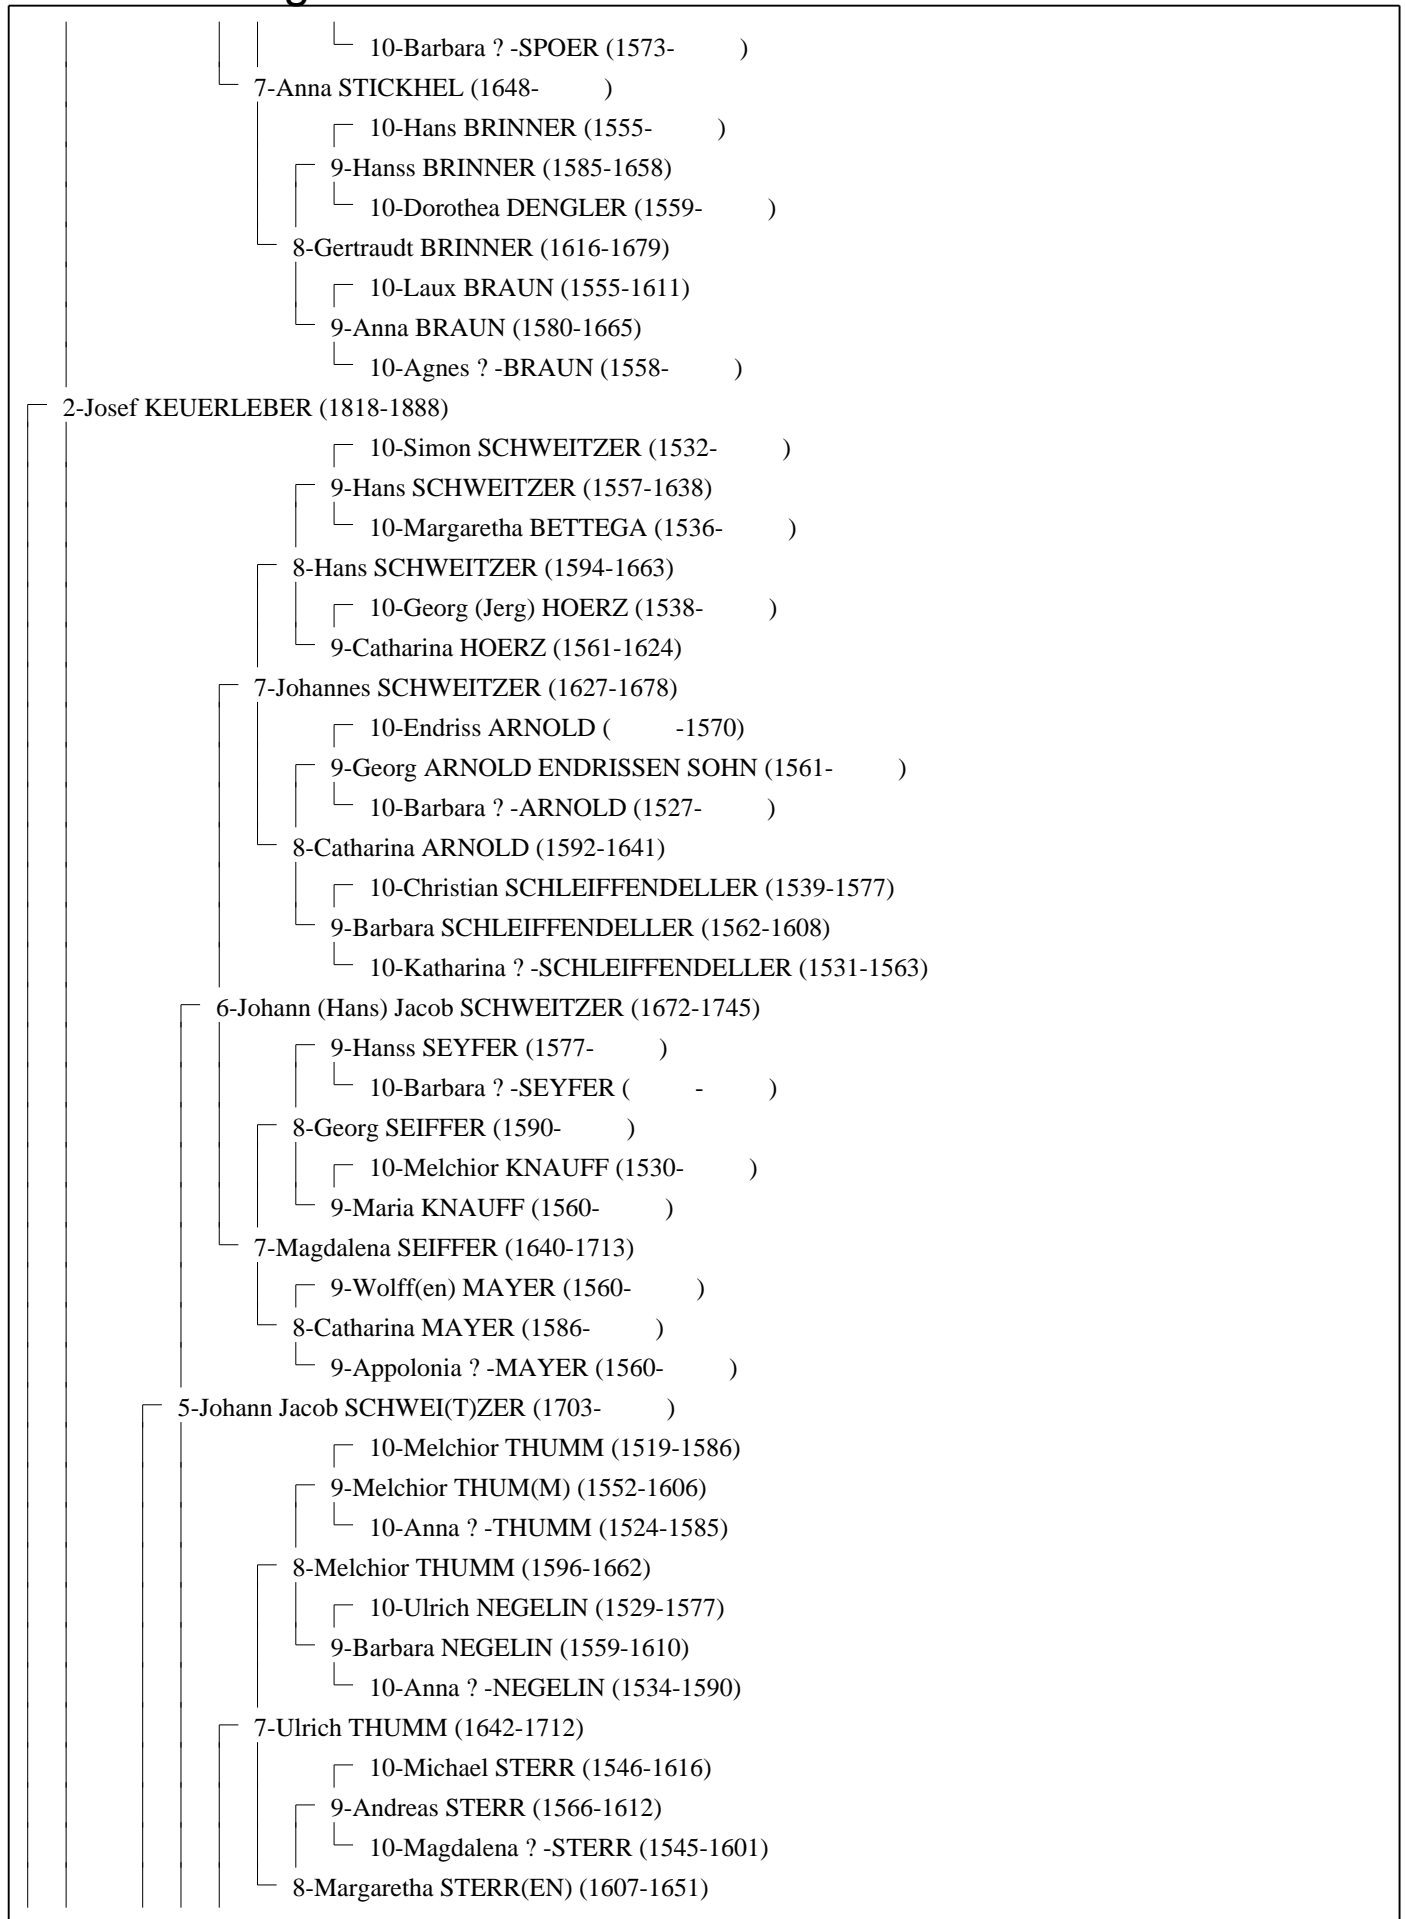 10-Barbara ? -SPOER (1573- )
7-Anna STICKHEL (1648- )
10-Hans BRINNER (1555- )
9-Hanss BRINNER (1585-1658)
10-Dorothea DENGLER (1559- )
8-Gertraudt BRINNER (1616-1679)
10-Laux BRAUN (1555-1611)
9-Anna BRAUN (1580-1665)
10-Agnes ? -BRAUN (1558- )
2-Josef KEUERLEBER (1818-1888)
10-Simon SCHWEITZER (1532- )
9-Hans SCHWEITZER (1557-1638)
10-Margaretha BETTEGA (1536- )
8-Hans SCHWEITZER (1594-1663)
10-Georg (Jerg) HOERZ (1538- )
9-Catharina HOERZ (1561-1624)
7-Johannes SCHWEITZER (1627-1678)
10-Endriss ARNOLD ( -1570)
9-Georg ARNOLD ENDRISSEN SOHN (1561- )
10-Barbara ? -ARNOLD (1527- )
8-Catharina ARNOLD (1592-1641)
10-Christian SCHLEIFFENDELLER (1539-1577)
9-Barbara SCHLEIFFENDELLER (1562-1608)
10-Katharina ? -SCHLEIFFENDELLER (1531-1563)
6-Johann (Hans) Jacob SCHWEITZER (1672-1745)
9-Hanss SEYFER (1577- )
10-Barbara ? -SEYFER ( - )
8-Georg SEIFFER (1590- )
10-Melchior KNAUFF (1530- )
9-Maria KNAUFF (1560- )
7-Magdalena SEIFFER (1640-1713)
9-Wolff(en) MAYER (1560- )
8-Catharina MAYER (1586- )
9-Appolonia ? -MAYER (1560- )
5-Johann Jacob SCHWEI(T)ZER (1703- )
10-Melchior THUMM (1519-1586)
9-Melchior THUM(M) (1552-1606)
10-Anna ? -THUMM (1524-1585)
8-Melchior THUMM (1596-1662)
10-Ulrich NEGELIN (1529-1577)
9-Barbara NEGELIN (1559-1610)
10-Anna ? -NEGELIN (1534-1590)
7-Ulrich THUMM (1642-1712)
10-Michael STERR (1546-1616)
9-Andreas STERR (1566-1612)
10-Magdalena ? -STERR (1545-1601)
8-Margaretha STERR(EN) (1607-1651)